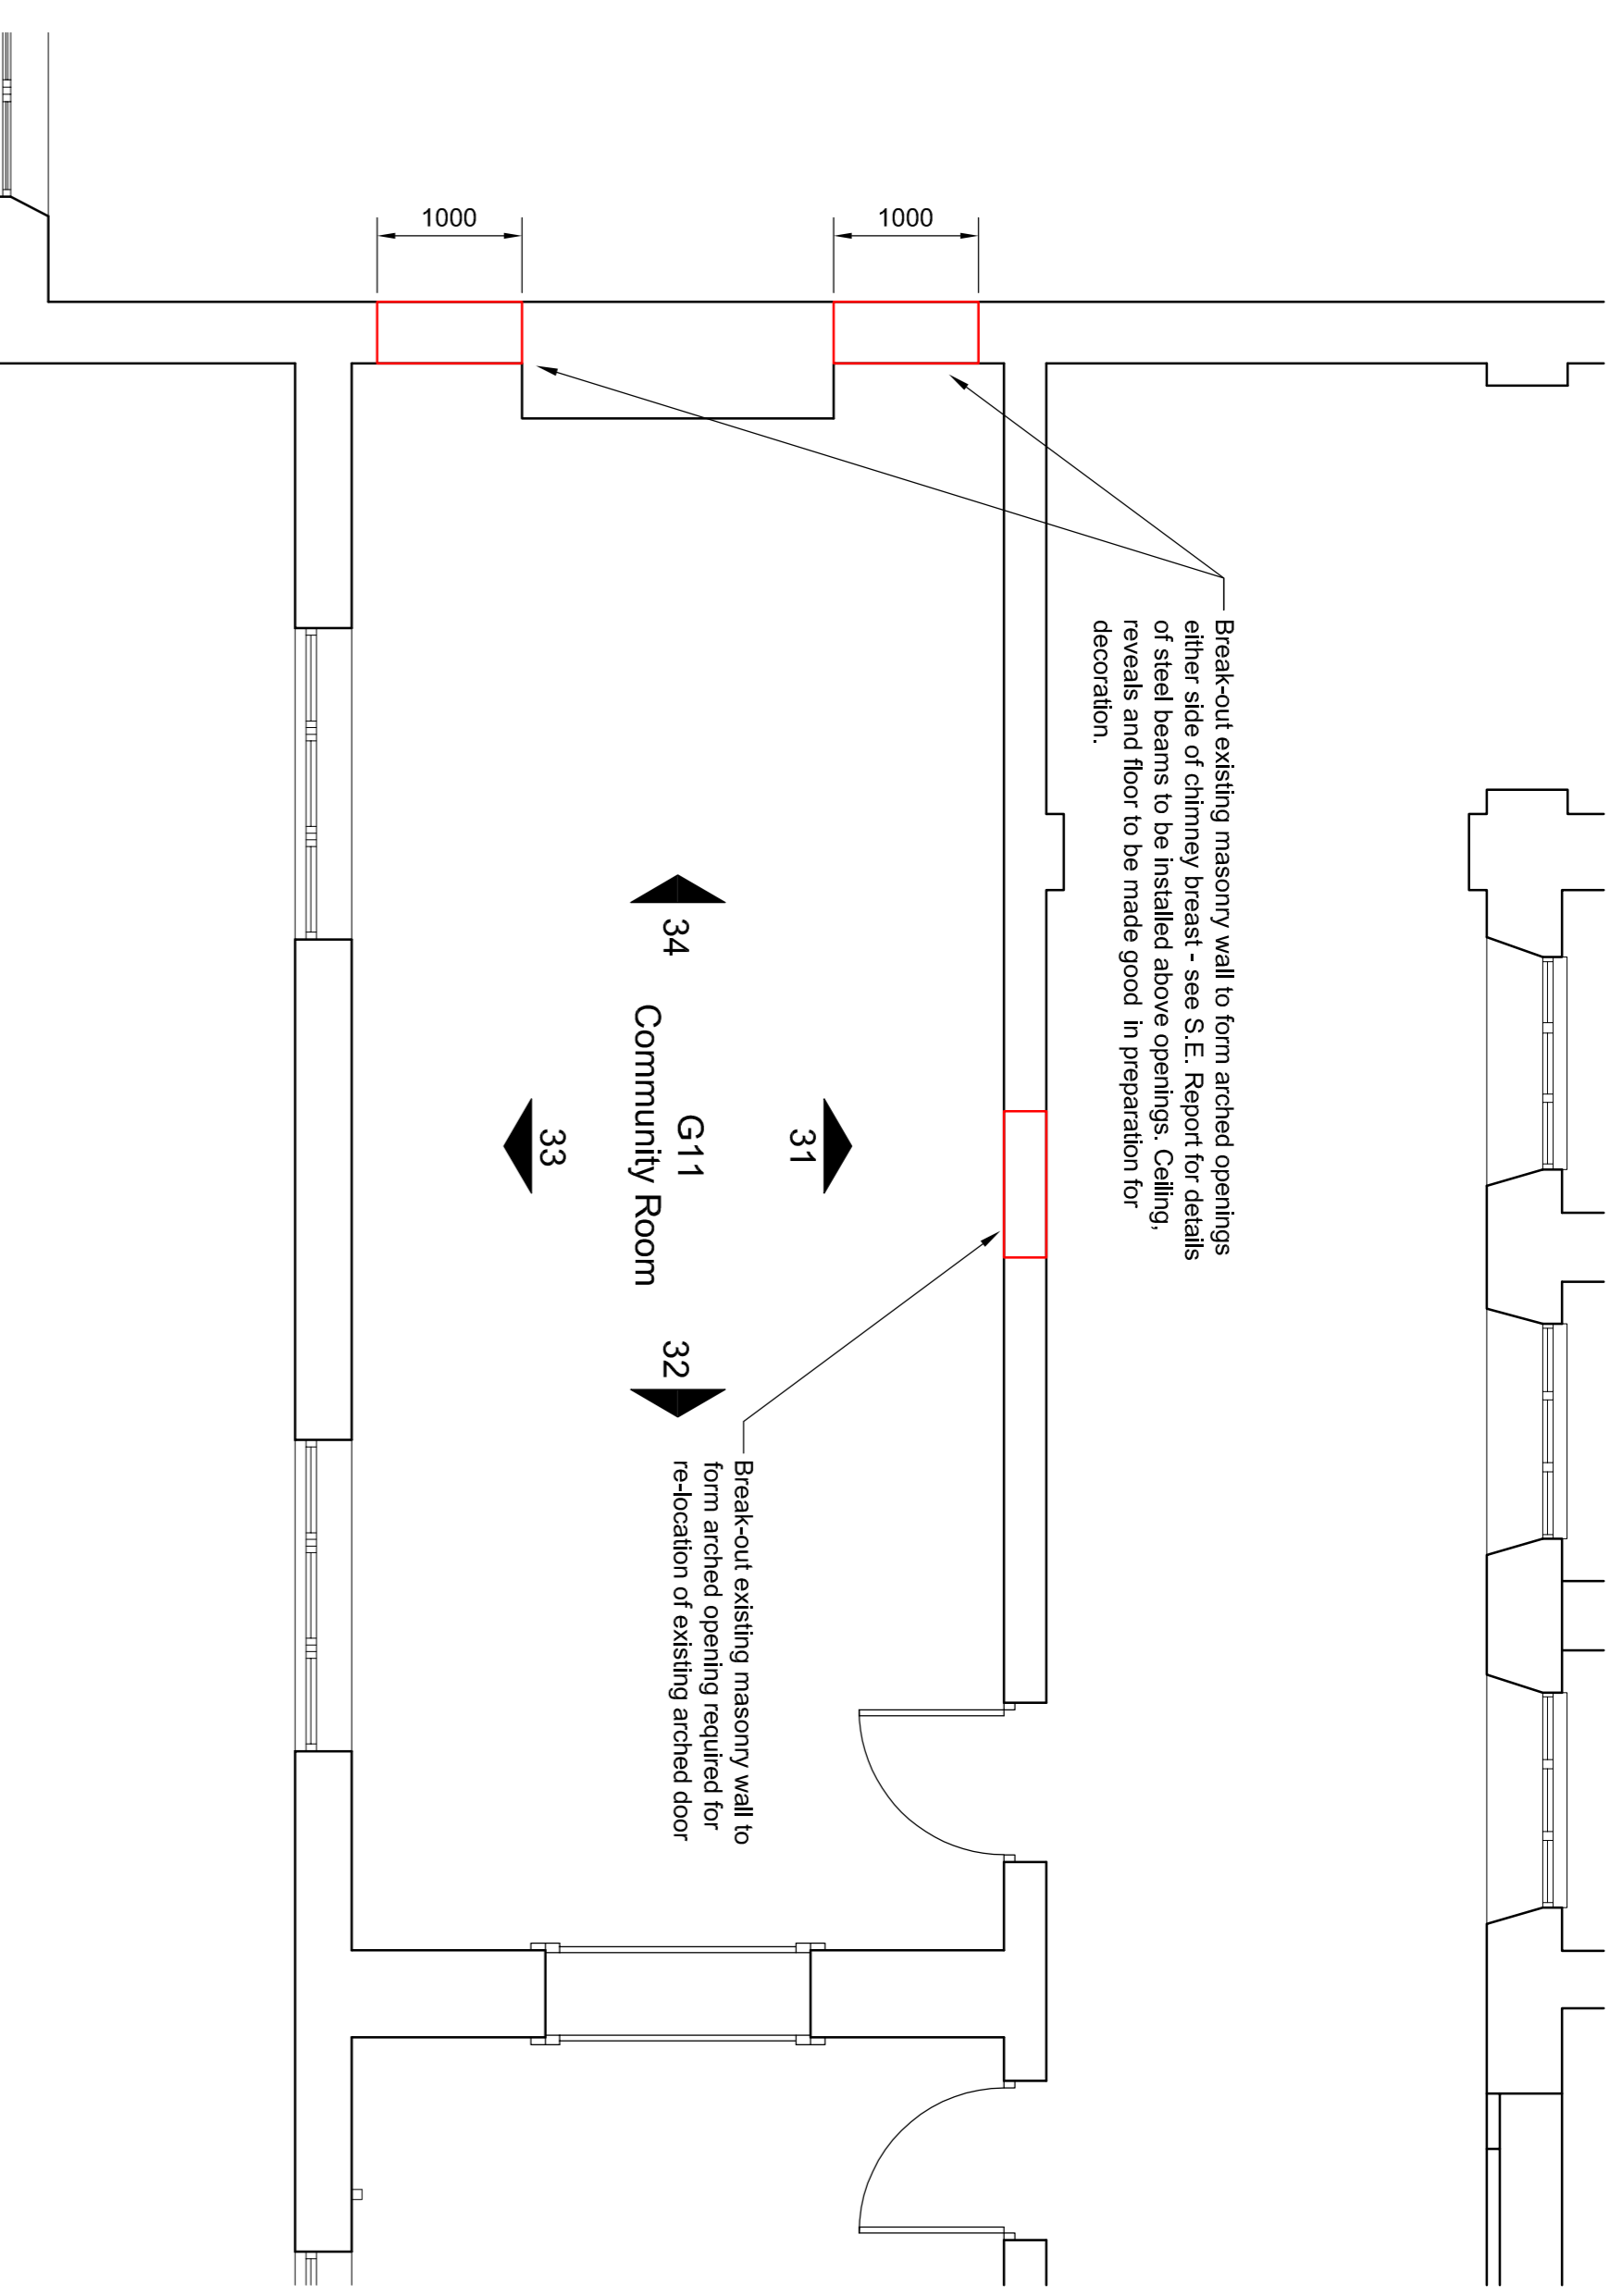 1000
1000
Break-out existing masonry wall to form arched openings
either side of chimney breast - see S.E. Report for details
of steel beams to be installed above openings. Ceiling,
reveals and floor to be made good in preparation for
decoration.
31
34
G11
Community Room
32
33
Break-out existing masonry wall to
form arched opening required for
re-location of existing arched door